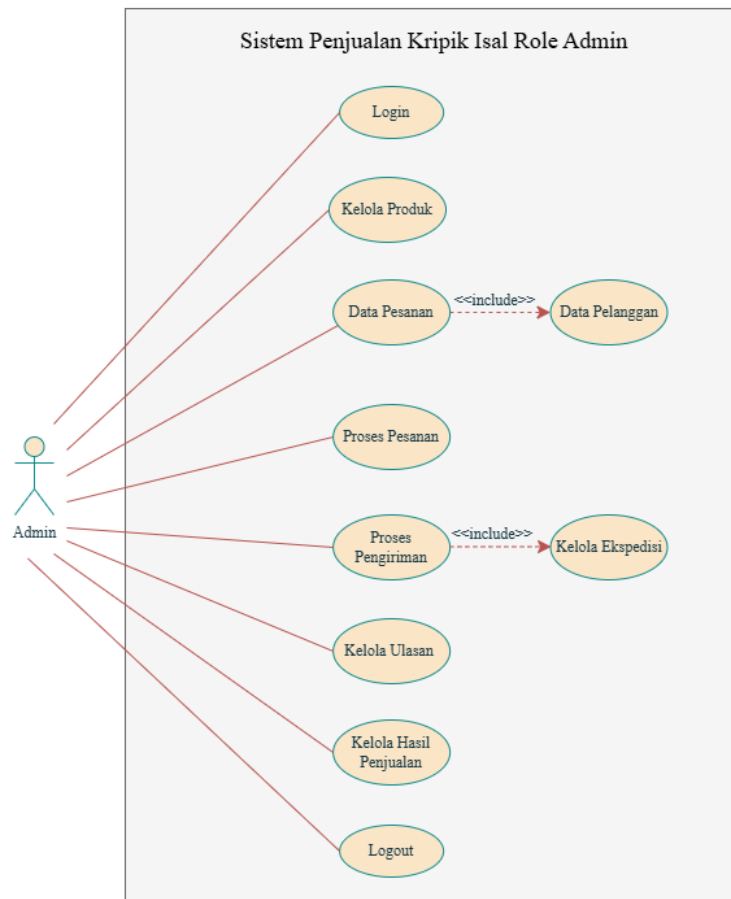 Sistem Penjualan Kripik Isal Role Admin
Login
Kelola Produk
Data Pesanan
<<include>>
Data Pelanggan
Proses Pesanan
Admin
Proses
Pengiriman
<<include>>
Kelola Ekspedisi
Kelola Ulasan
Kelola Hasil
Penjualan
Logout